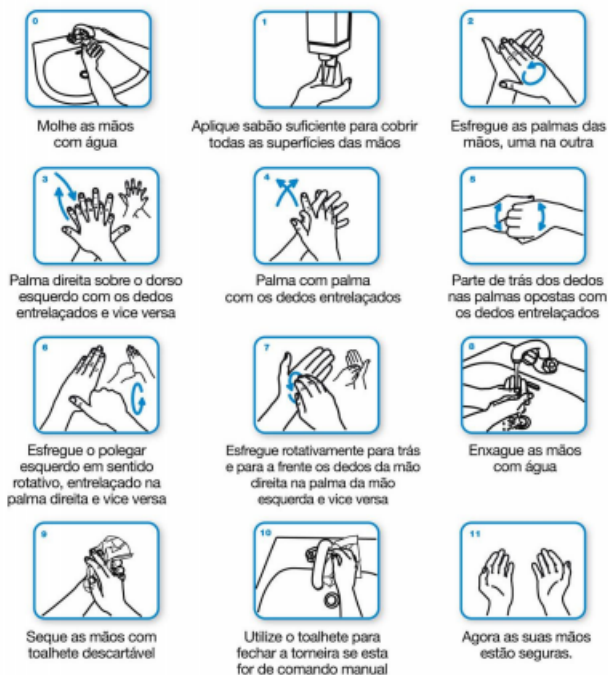 0
Molhe as mãos
com água
1
Aplique sabão suficiente para cobrir
todas as superfícies das mãos
2
Esfregue as palmas das
mãos, uma na outra
3
Palma direita sobre o dorso
esquerdo com os dedos
entrelaçados e vice versa
4
Palma com palma
com os dedos entrelaçados
5
Parte de trás dos dedos
nas palmas opostas com
os dedos entrelaçados
6
Esfregue o polegar
esquerdo em sentido
rotativo, entrelaçado na
palma direita e vice versa
7
Esfregue rotativamente para trás
e para a frente os dedos da mão
direita na palma da mão
esquerda e vice versa
8
Enxague as mãos
com água
9
Seque as mãos com
toalhete descartável
10
Utilize o toalhete para
fechar a torneira se esta
for de comando manual
11
Agora as suas mãos
estão seguras.